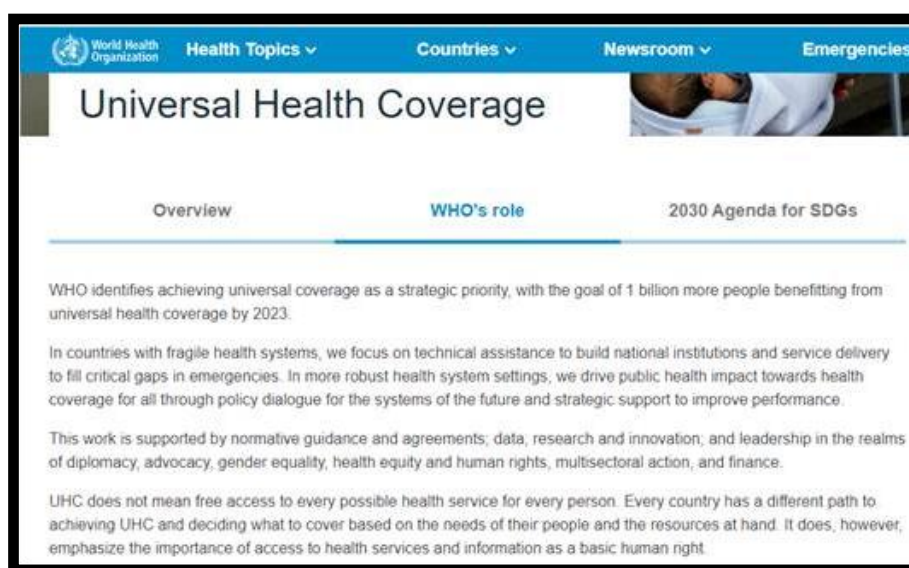 World Health
Organization
Health Topics
Countries
Newsroom
Emergencies
Universal Health Coverage
Overview
WHO's role
2030 Agenda for SDGs
WHO identifies achieving universal coverage as a strategic priority, with the goal of 1 billion more people benefitting from
universal health coverage by 2023.
In countries with fragile health systems, we focus on technical assistance to build national institutions and service delivery
to fill critical gaps in emergencies. In more robust health system settings, we drive public health impact towards health
coverage for all through policy dialogue for the systems of the future and strategic support to improve performance.
This work is supported by normative guidance and agreements; data, research and innovation; and leadership in the realms
of diplomacy, advocacy, gender equality, health equity and human rights, multisectoral action, and finance.
UHC does not mean free access to every possible health service for every person. Every country has a different path to
achieving UHC and deciding what to cover based on the needs of their people and the resources at hand. It does, however,
emphasize the importance of access to health services and information as a basic human right.